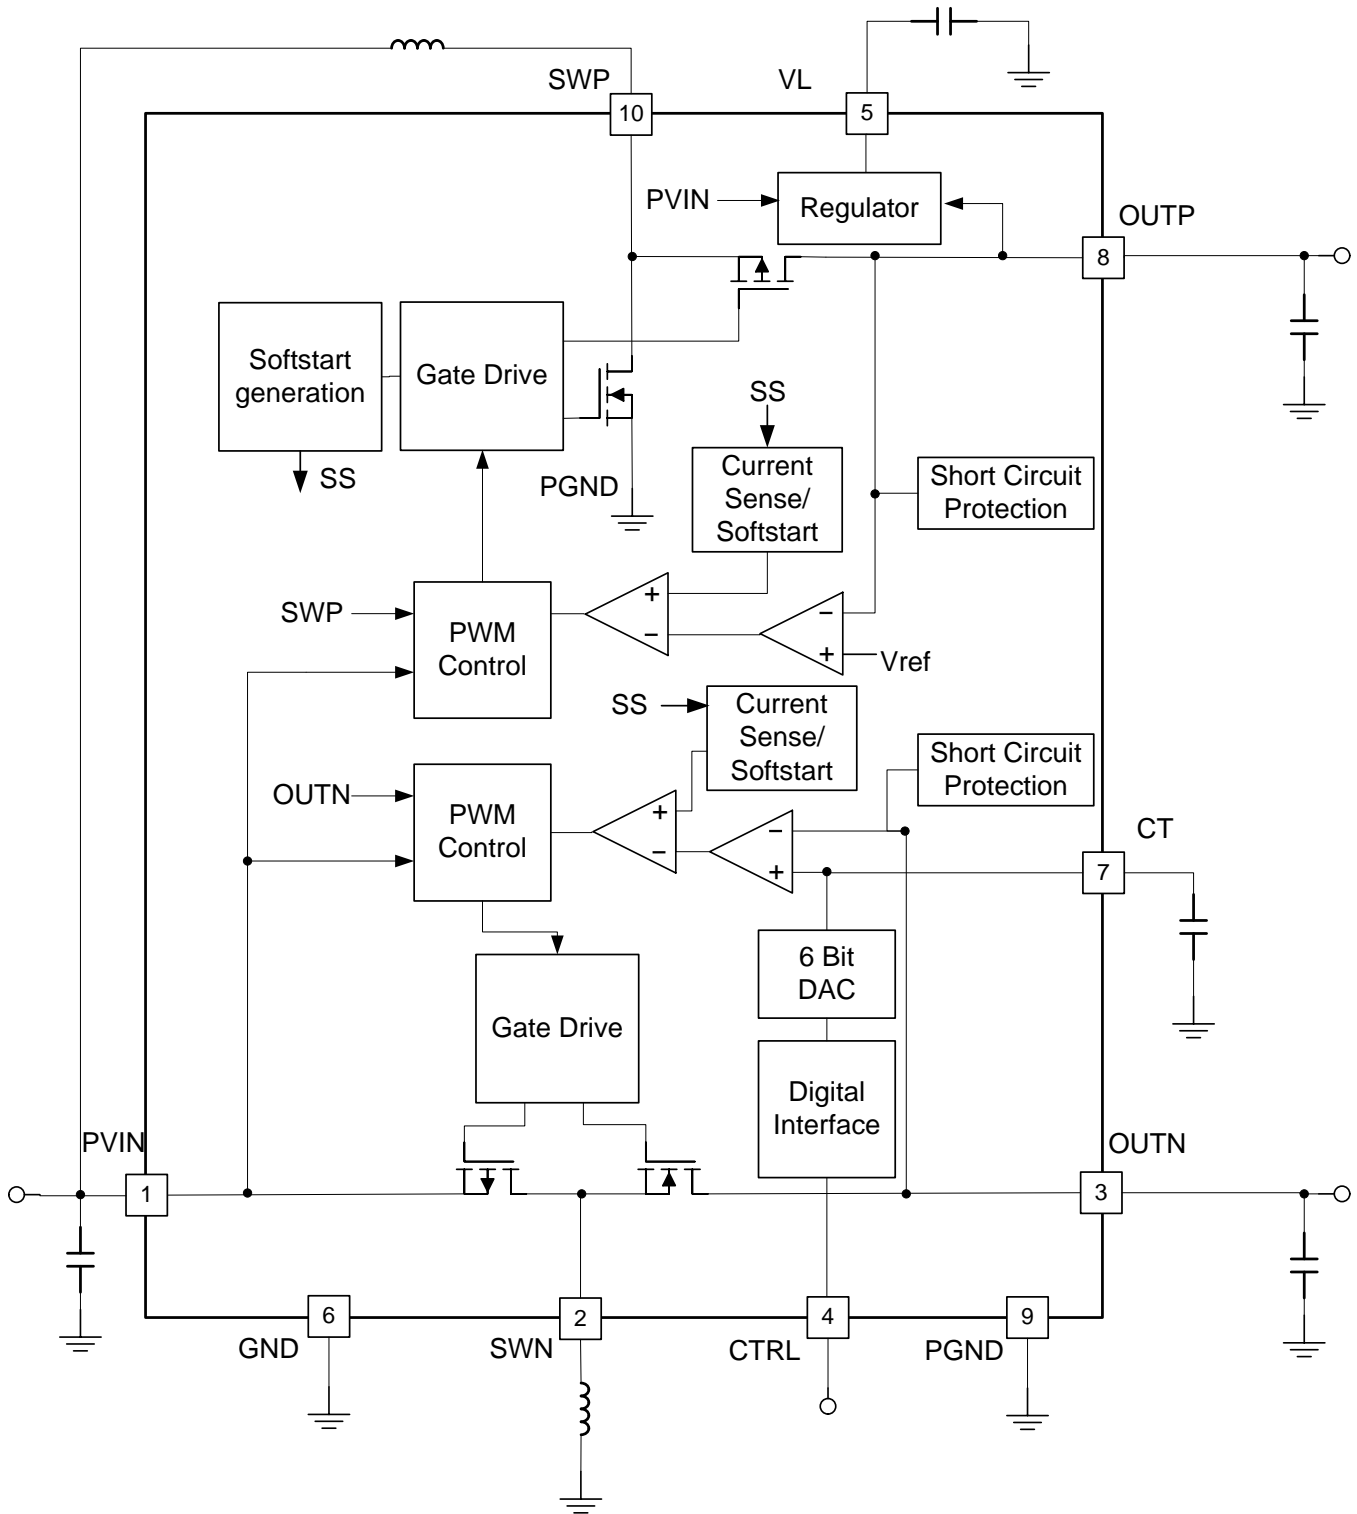 SWP
VL
10
5
PVIN
Regulator
OUTP
8
Softstart
generation
Gate Drive
SS
SS
PGND
Current
Sense/
Softstart
Short Circuit
Protection
SWP
PWM
Control
+
−
−
+
Vref
SS
Current
Sense/
Softstart
Short Circuit
Protection
OUTN
PWM
Control
+
−
−
+
CT
7
6 Bit
DAC
Gate Drive
Digital
Interface
PVIN
1
OUTN
3
6
2
4
9
GND
SWN
CTRL
PGND